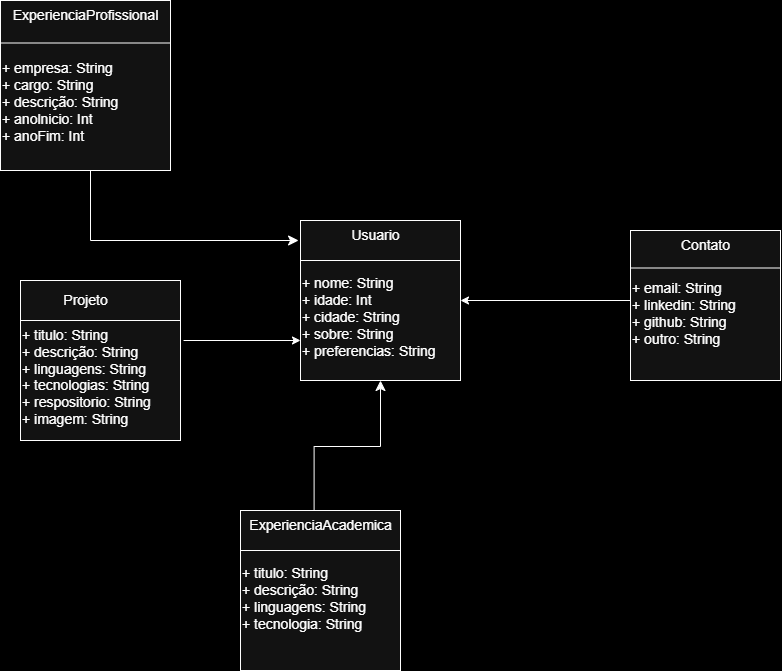 ExperienciaProfissional
+ empresa: String
+ cargo: String
+ descrição: String
+ anoInicio: Int
+ anoFim: Int
Usuario
+ nome: String
+ idade: Int
+ cidade: String
+ sobre: String
+ preferencias: String
Contato
+ email: String
+ linkedin: String
+ github: String
+ outro: String
Projeto
+ titulo: String
+ descrição: String
+ linguagens: String
+ tecnologias: String
+ respositorio: String
+ imagem: String
ExperienciaAcademica
+ titulo: String
+ descrição: String
+ linguagens: String
+ tecnologia: String